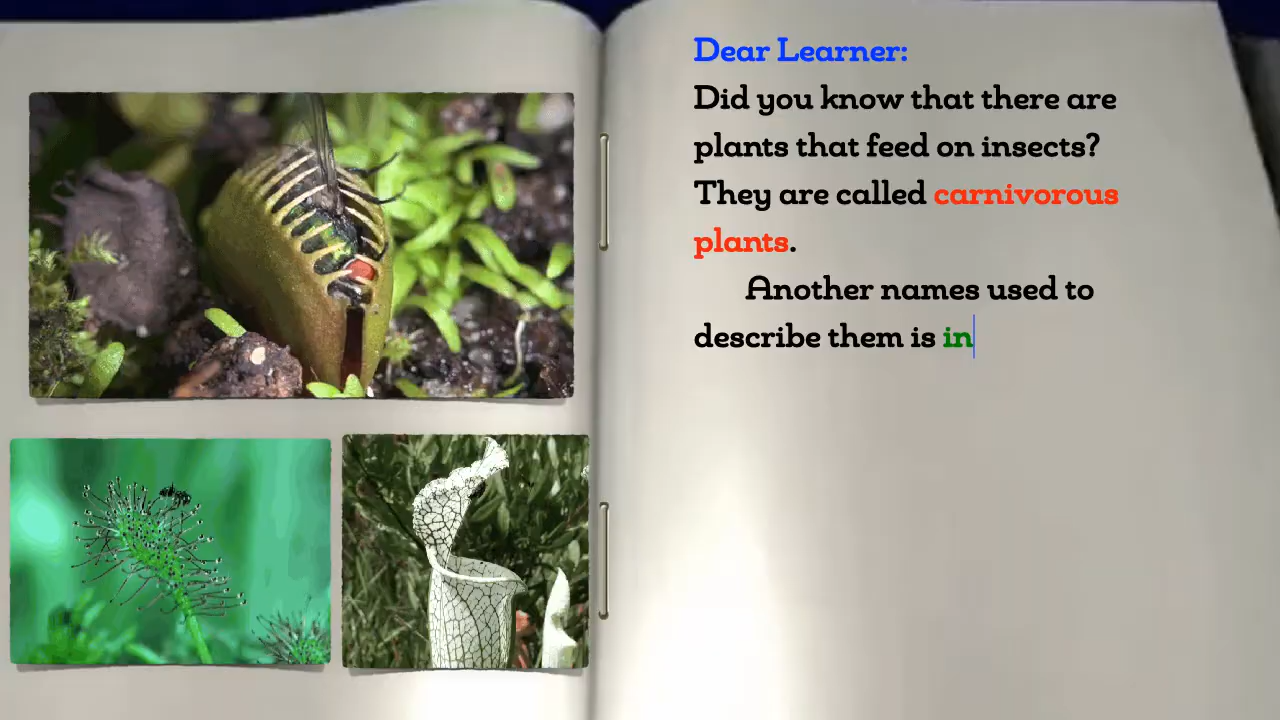 Dear Learner:
Did you know that there are
plants that feed on insects?
They are called carnivorous
plants.
Another names used to
describe them is in